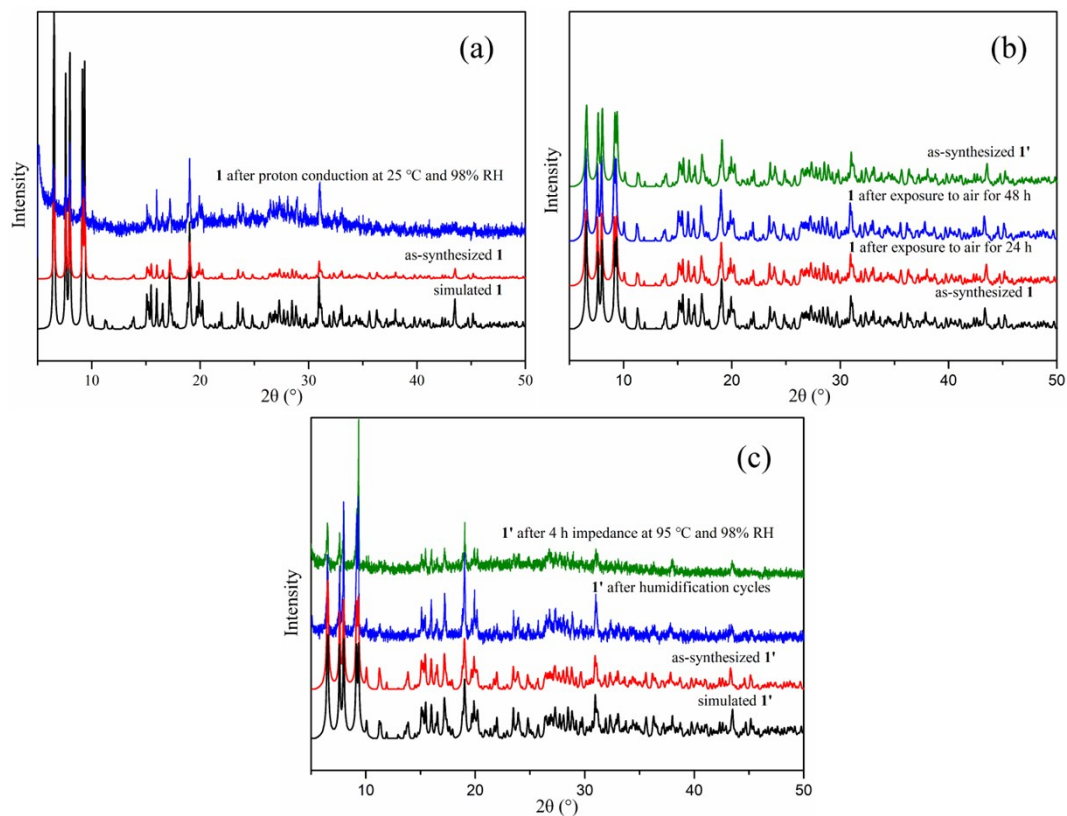 (a)
Intensity
1 after proton conduction at 25 °C and 98% RH
as-synthesized 1
simulated 1
10 20 30 40 50
2θ (°)
(b)
Intensity
as-synthesized 1'
1 after exposure to air for 48 h
1 after exposure to air for 24 h
as-synthesized 1
10 20 30 40 50
2θ (°)
(c)
Intensity
1' after 4 h impedance at 95 °C and 98% RH
1' after humidification cycles
as-synthesized 1'
simulated 1'
10 20 30 40 50
2θ (°)